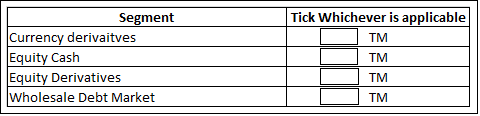 Segment Tick Whichever is applicable
Currency derivaitves TM
Equity Cash TM
Equity Derivatives TM
Wholesale Debt Market TM